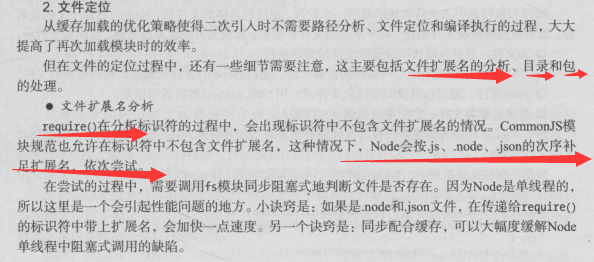 2. 文件定位
从缓存加载的优化策略使得二次引入时不需要路径分析、文件定位和编译执行的过程，大大
提高了再次加载模块时的效率。
但在文件的定位过程中，还有一些细节需要注意，这主要包括文件扩展名的分析、目录和包
的处理。
● 文件扩展名分析
require()在分析标识符的过程中，会出现标识符中不包含文件扩展名的情况。CommonJS模
块规范也允许在标识符中不包含文件扩展名，这种情况下，Node会按.js、.node、.json的次序补
足扩展名，依次尝试。
在尝试的过程中，需要调用fs模块同步阻塞式地判断文件是否存在。因为Node是单线程的，
所以这里是一个会引起性能问题的地方。小诀窍是：如果是.node和.json文件，在传递给require()
的标识符中带上扩展名，会加快一点速度。另一个诀窍是：同步配合缓存，可以大幅度缓解Node
单线程中阻塞式调用的缺陷。